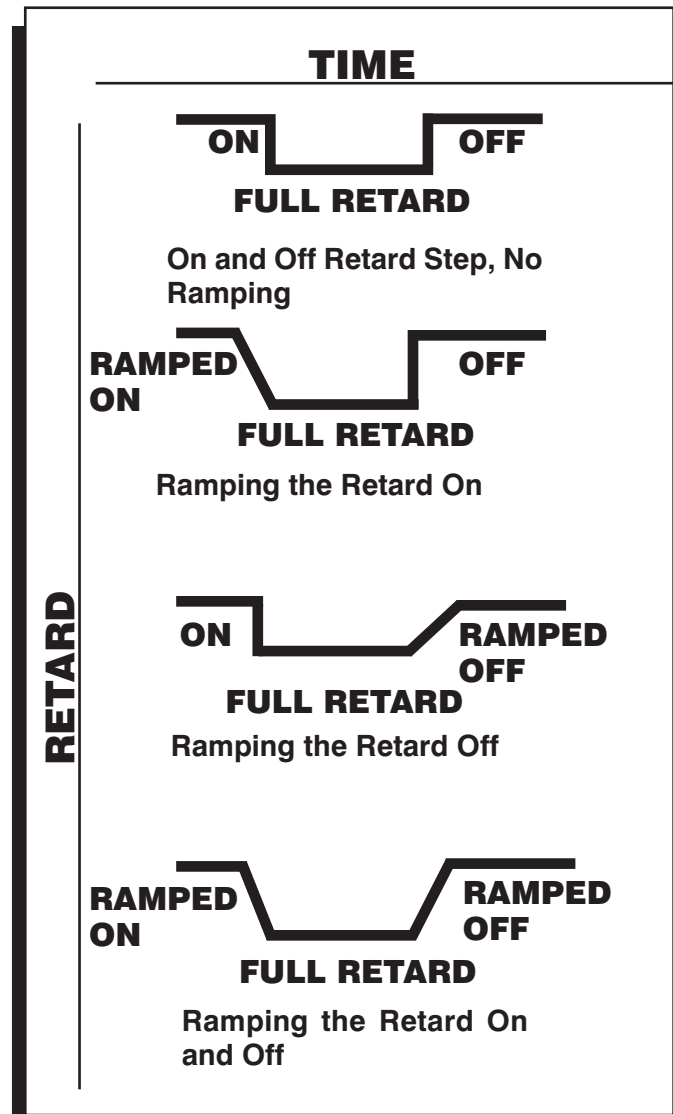 TIME
ON
OFF
FULL RETARD
On and Off Retard Step, No
Ramping
RAMPED
ON
OFF
FULL RETARD
Ramping the Retard On
RETARD
ON
RAMPED
OFF
FULL RETARD
Ramping the Retard Off
RAMPED
ON
RAMPED
OFF
FULL RETARD
Ramping the Retard On
and Off